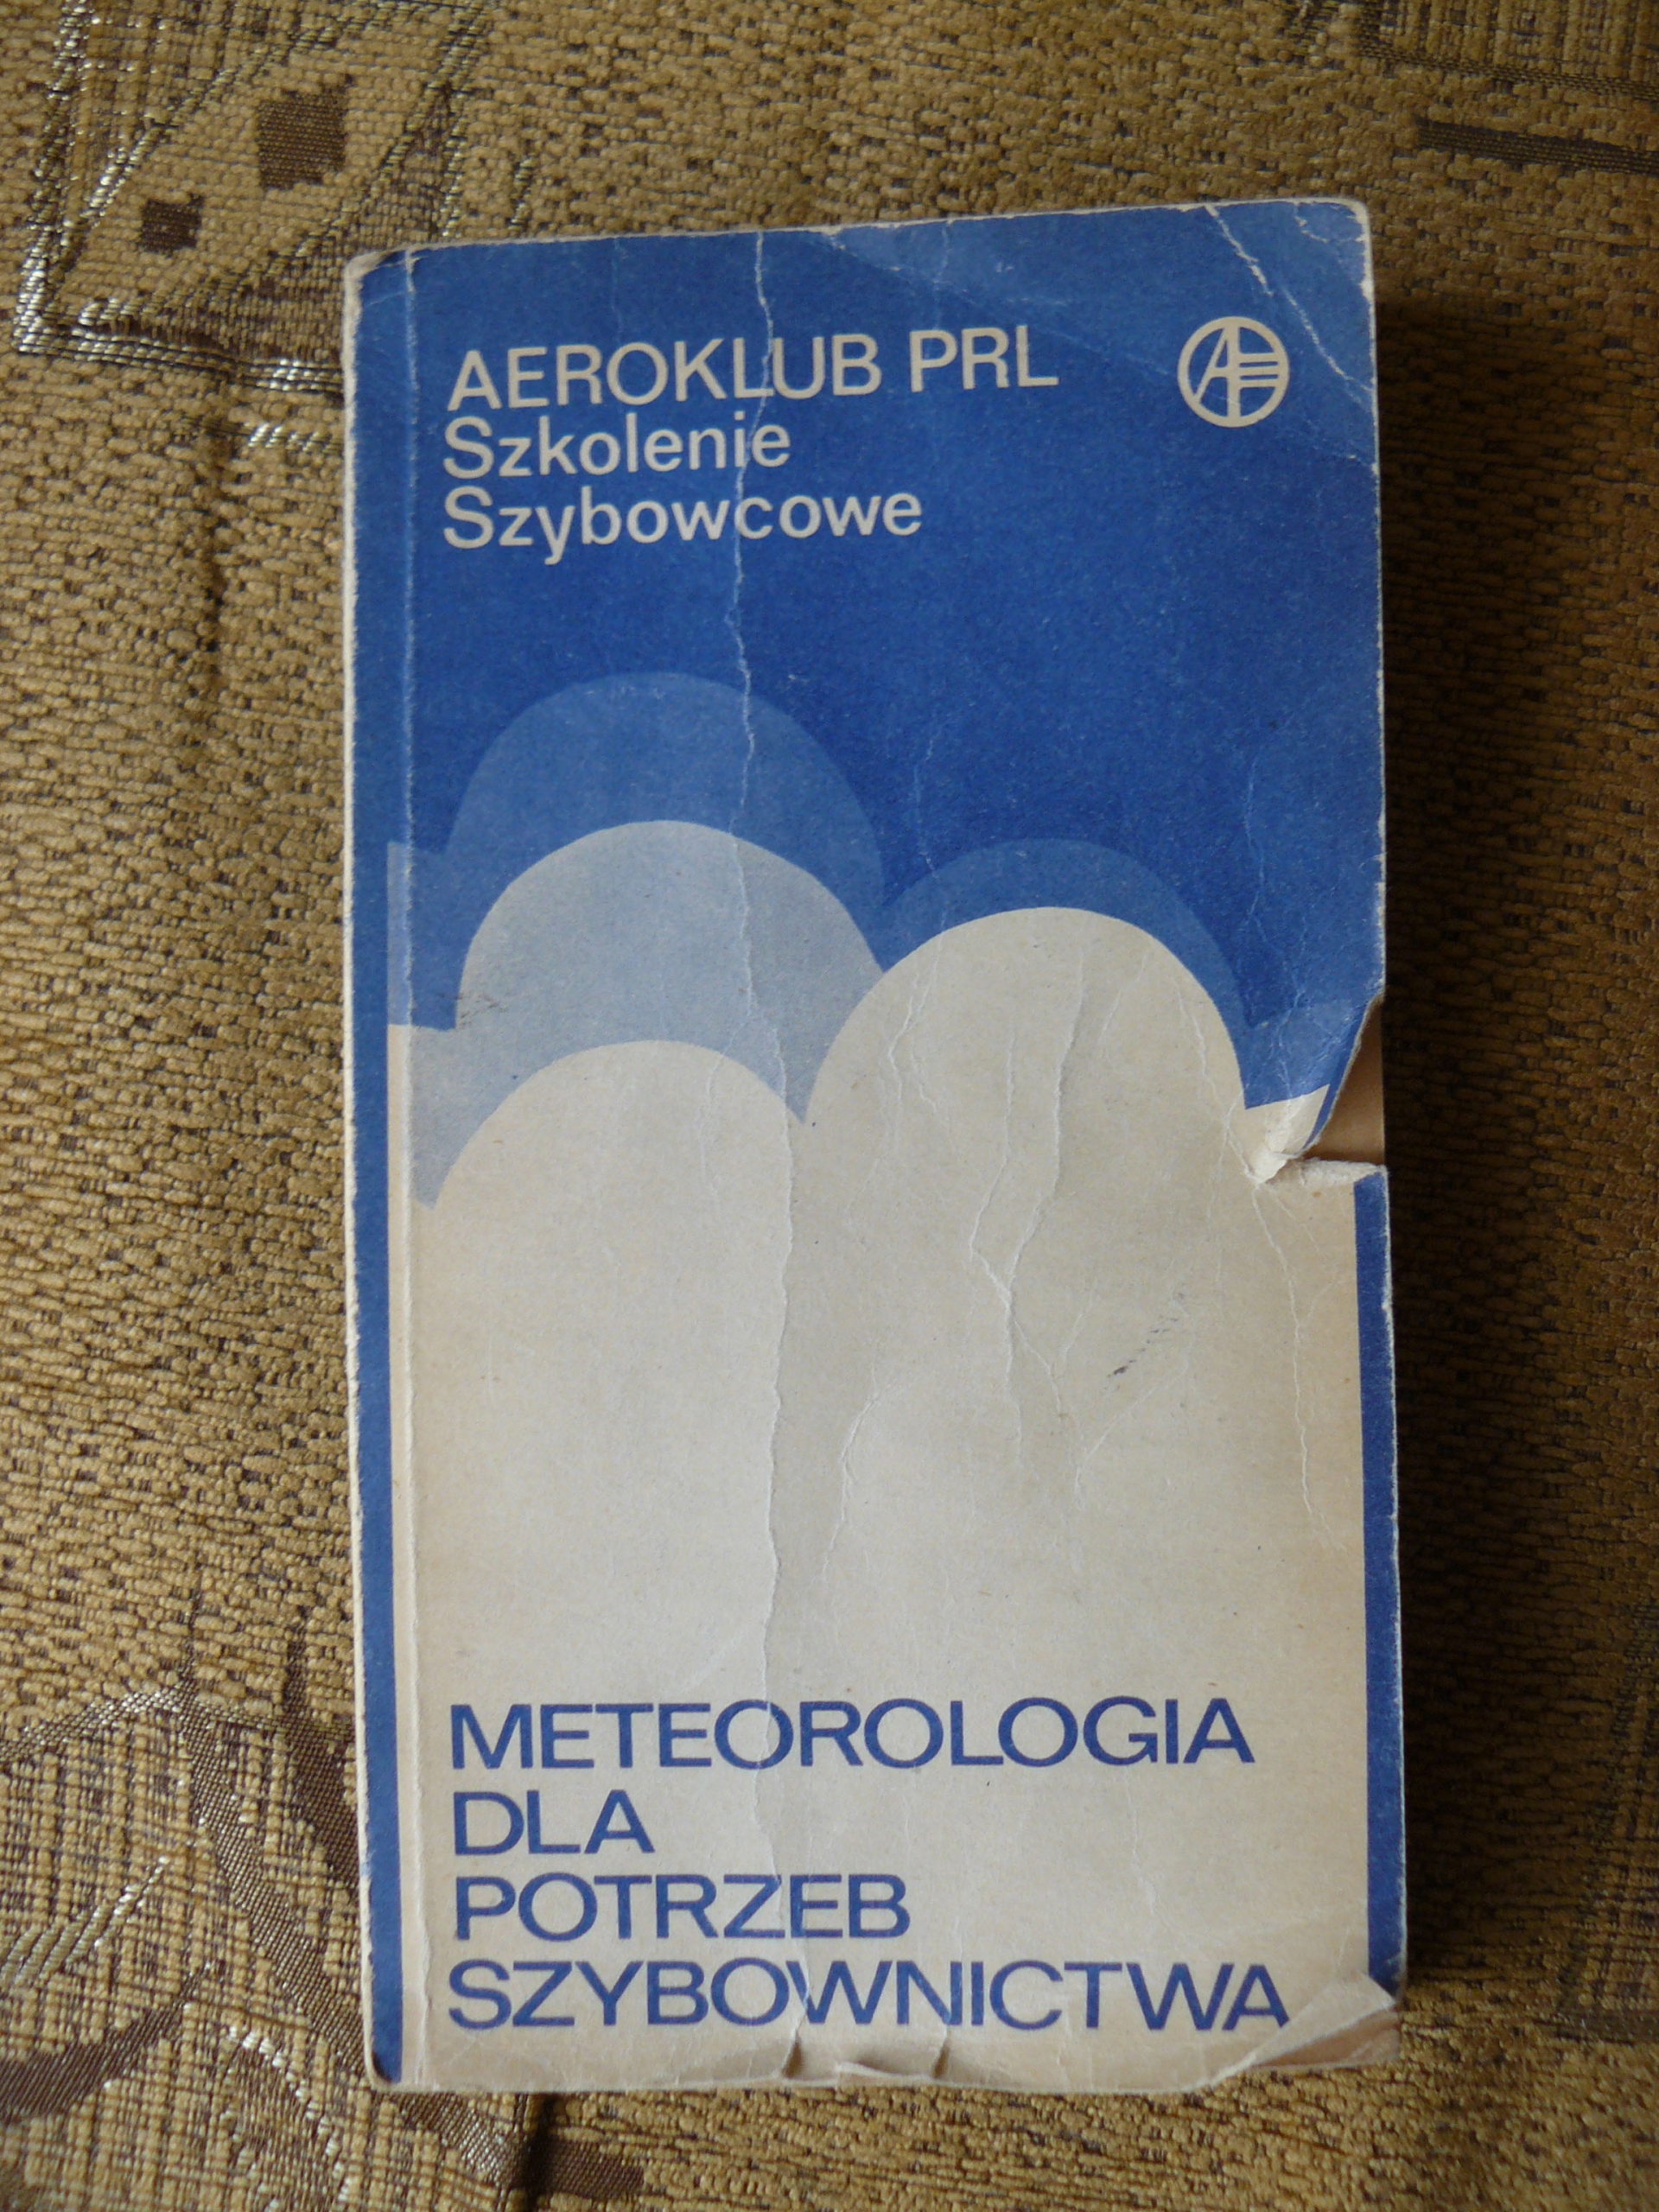 AEROKLUB PRL
Szkolenie
Szybowcowe
METEOROLOGIA
DLA
POTRZEB
SZYBOWNICTWA